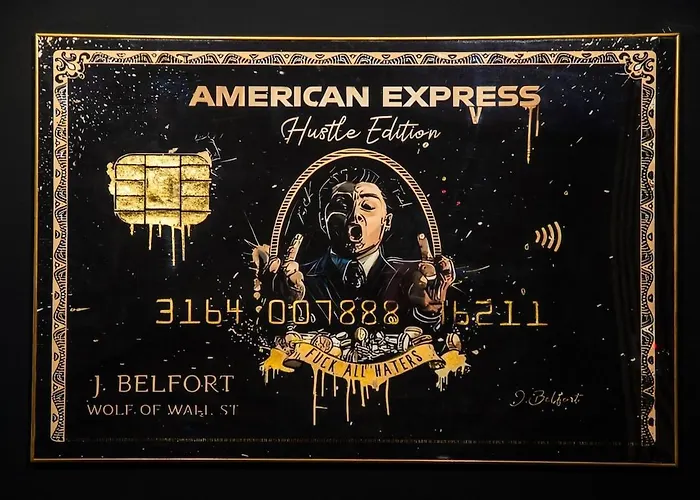 AMERICAN EXPRESS
Hustle Edition
3164 007888 16211
FUCK ALL HATERS
J. BELFORT
WOLF OF WALL ST
J. Belfort